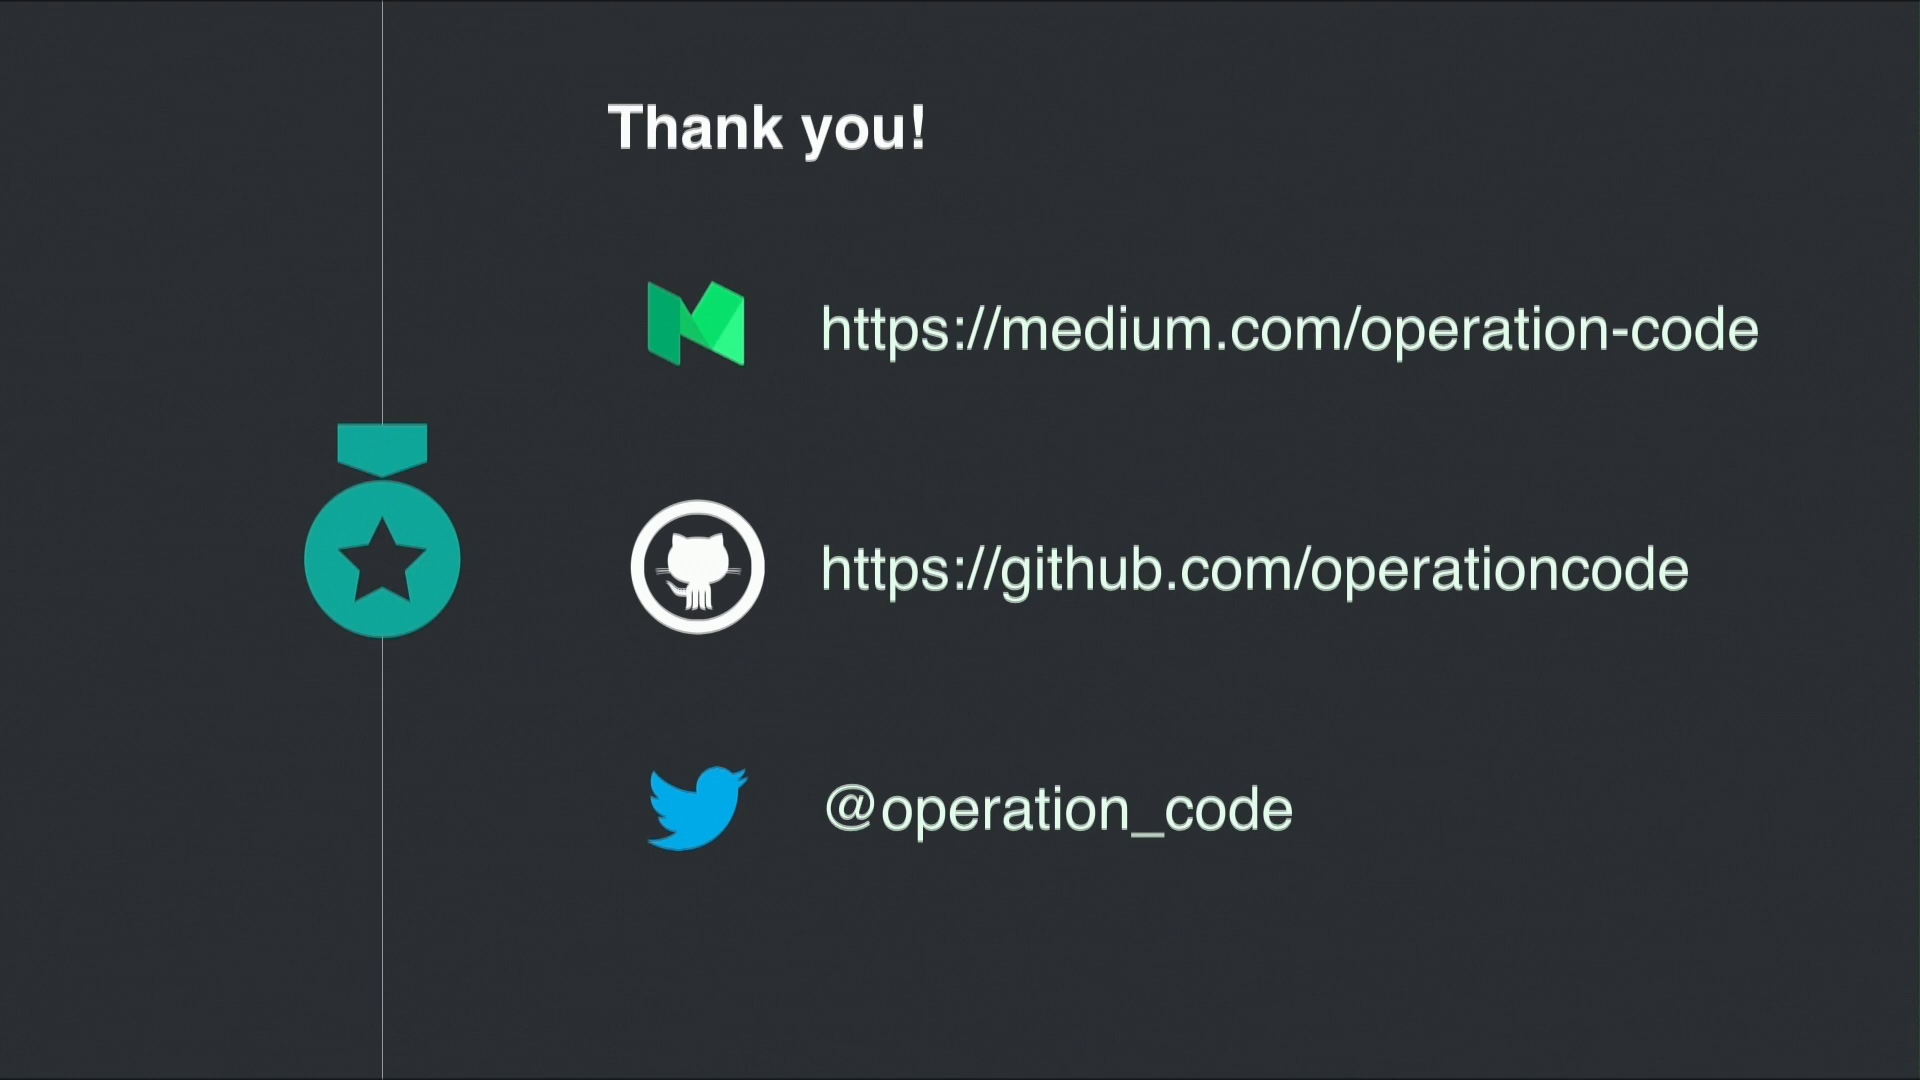 Thank you!
https://medium.com/operation-code
https://github.com/operationcode
@operation_code